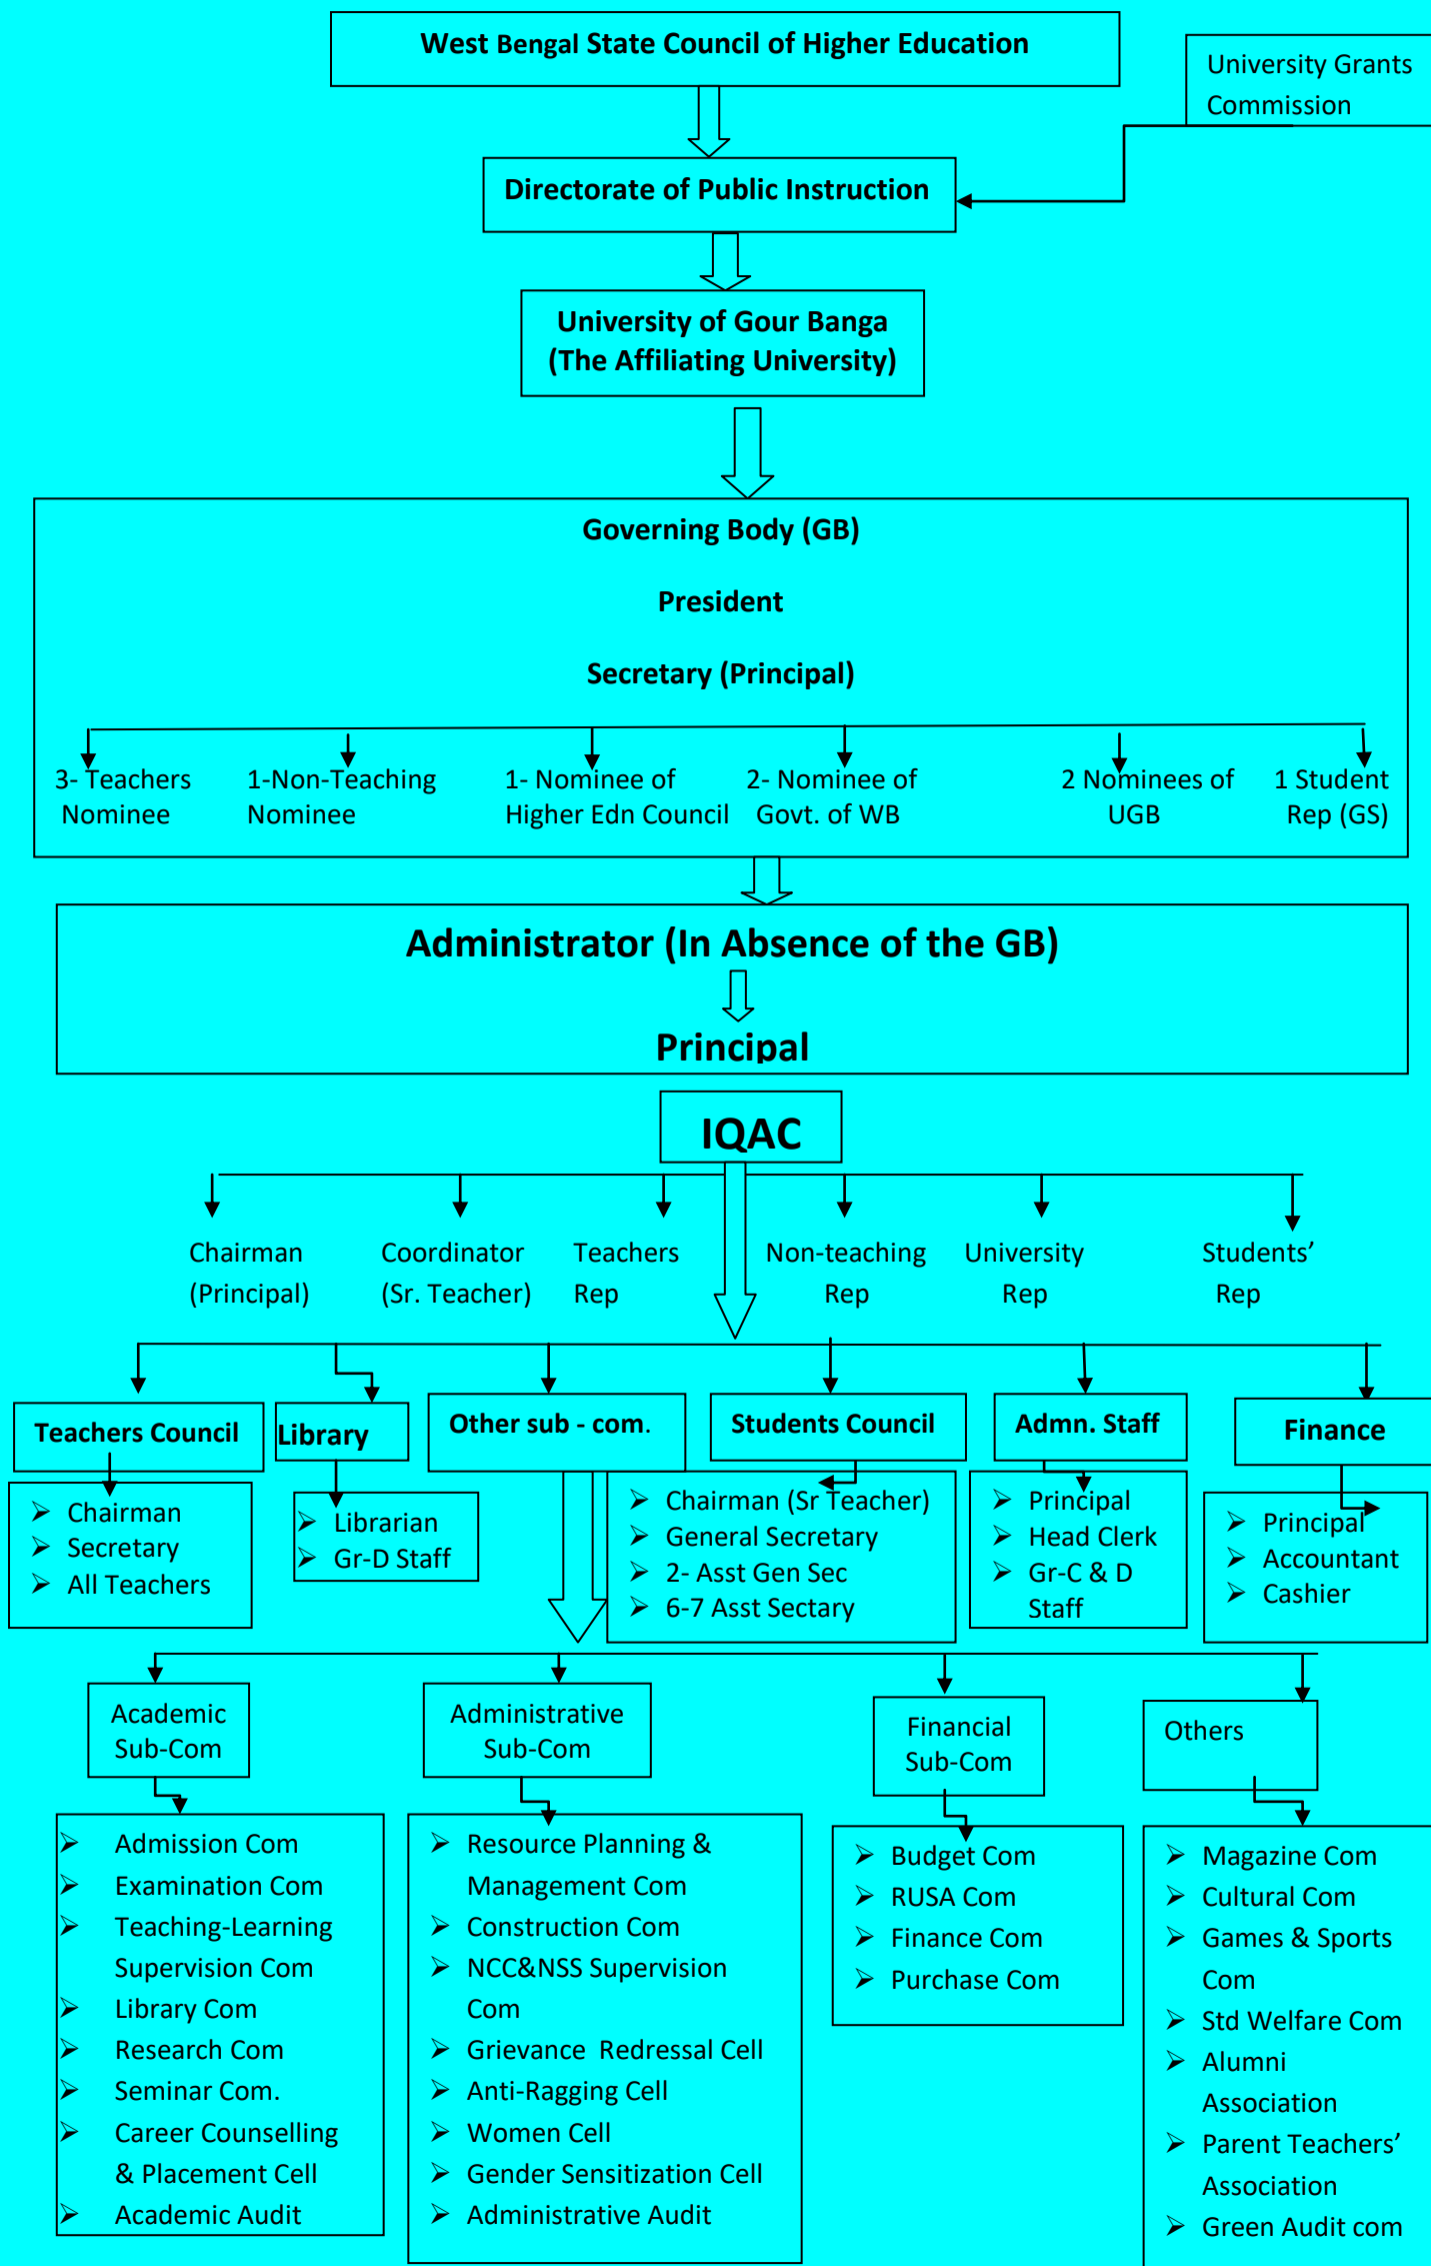 West Bengal State Council of Higher Education
University Grants
Commission
Directorate of Public Instruction
University of Gour Banga
(The Affiliating University)
Governing Body (GB)
President
Secretary (Principal)
3- Teachers
Nominee
1-Non-Teaching
Nominee
1- Nominee of
Higher Edn Council
2- Nominee of
Govt. of WB
2 Nominees of
UGB
1 Student
Rep (GS)
Administrator (In Absence of the GB)
Principal
IQAC
Chairman
(Principal)
Coordinator
(Sr. Teacher)
Teachers
Rep
Non-teaching
Rep
University
Rep
Students’
Rep
Teachers Council
Library
Other sub - com.
Students Council
Admn. Staff
Finance
➢ Chairman
➢ Secretary
➢ All Teachers
➢ Librarian
➢ Gr-D Staff
➢ Chairman (Sr Teacher)
➢ General Secretary
➢ 2- Asst Gen Sec
➢ 6-7 Asst Sectary
➢ Principal
➢ Head Clerk
➢ Gr-C & D
Staff
➢ Principal
➢ Accountant
➢ Cashier
Academic
Sub-Com
Administrative
Sub-Com
Financial
Sub-Com
Others
➢ Admission Com
➢ Examination Com
➢ Teaching-Learning
Supervision Com
➢ Library Com
➢ Research Com
➢ Seminar Com.
➢ Career Counselling
& Placement Cell
➢ Academic Audit
➢ Resource Planning &
Management Com
➢ Construction Com
➢ NCC&NSS Supervision
Com
➢ Grievance Redressal Cell
➢ Anti-Ragging Cell
➢ Women Cell
➢ Gender Sensitization Cell
➢ Administrative Audit
➢ Budget Com
➢ RUSA Com
➢ Finance Com
➢ Purchase Com
➢ Magazine Com
➢ Cultural Com
➢ Games & Sports
Com
➢ Std Welfare Com
➢ Alumni
Association
➢ Parent Teachers’
Association
➢ Green Audit com